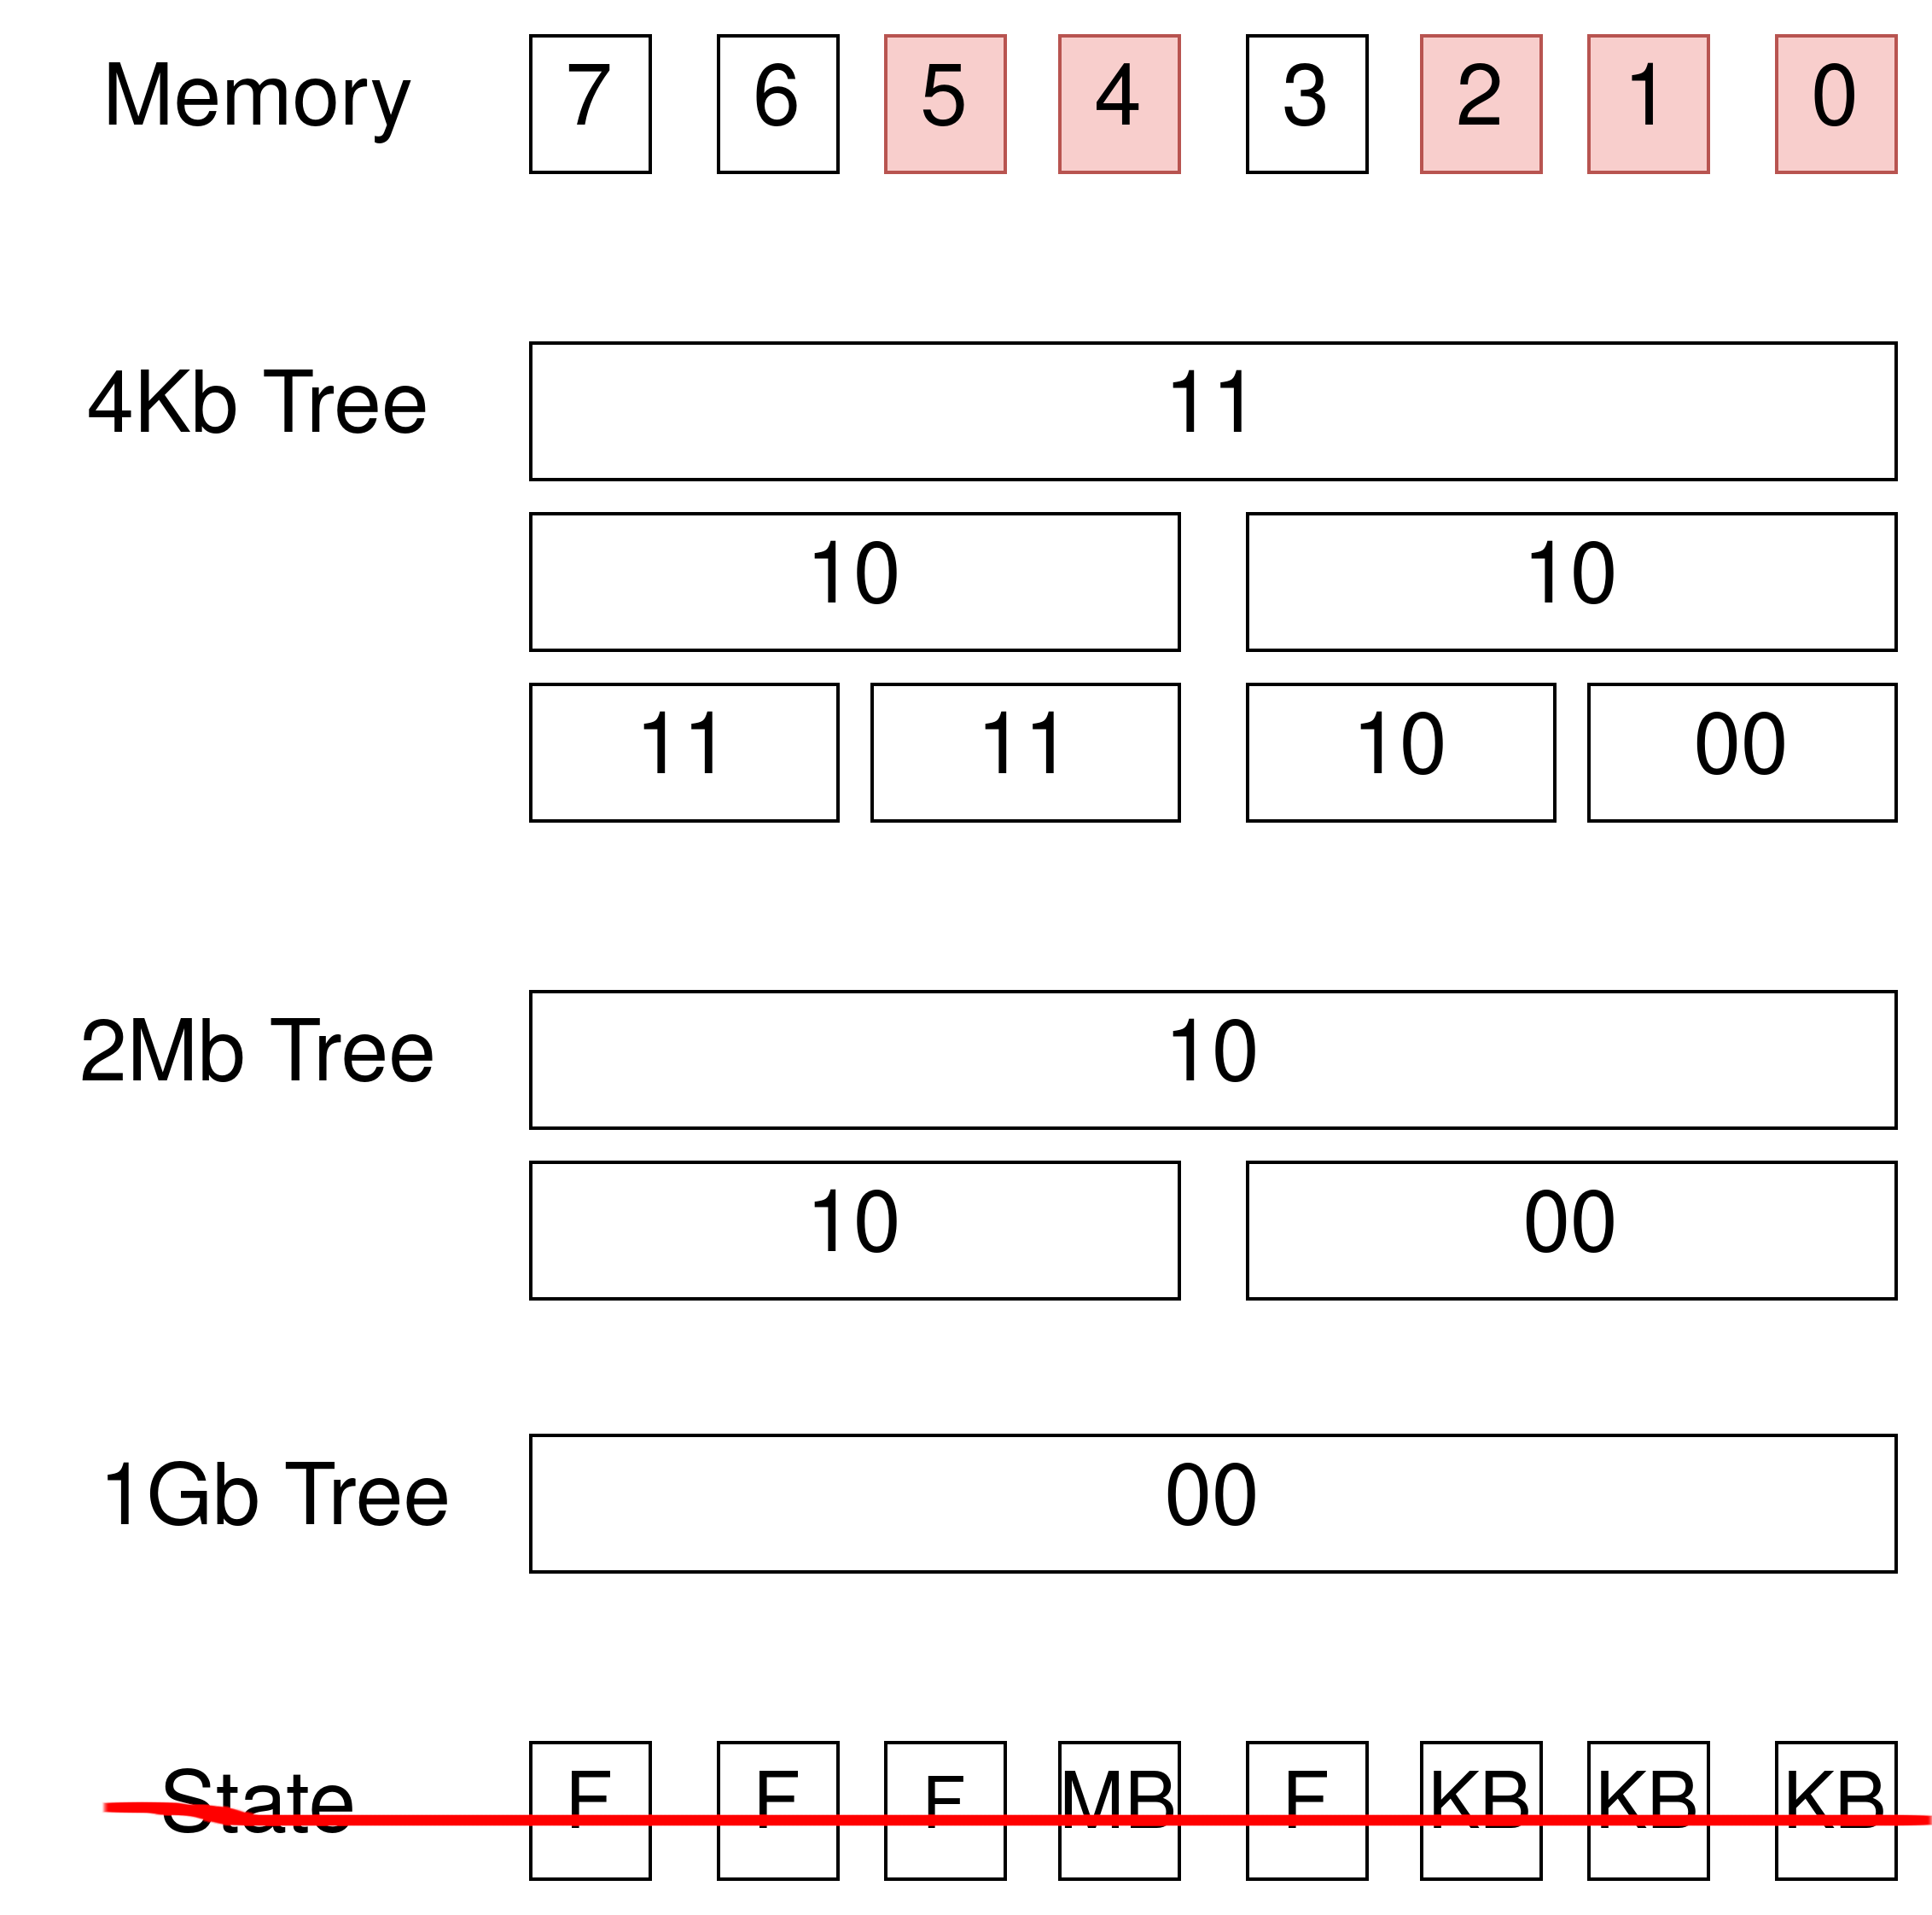 Memory 7 6 5 4 3 2 1 0
4Kb Tree 11
10 10
11 11 10 00
2Mb Tree 10
10 00
1Gb Tree 00
State F F F MB F KB KB KB